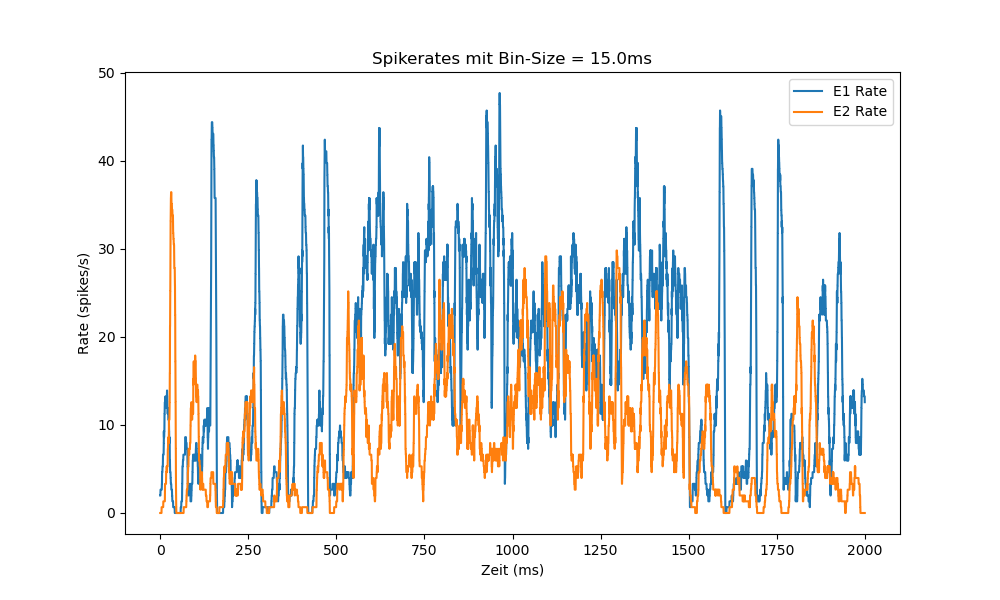 Spikerates mit Bin-Size = 15.0ms
E1 Rate
E2 Rate
Rate (spikes/s)
50
40
30
20
10
0
0 250 500 750 1000 1250 1500 1750 2000
Zeit (ms)